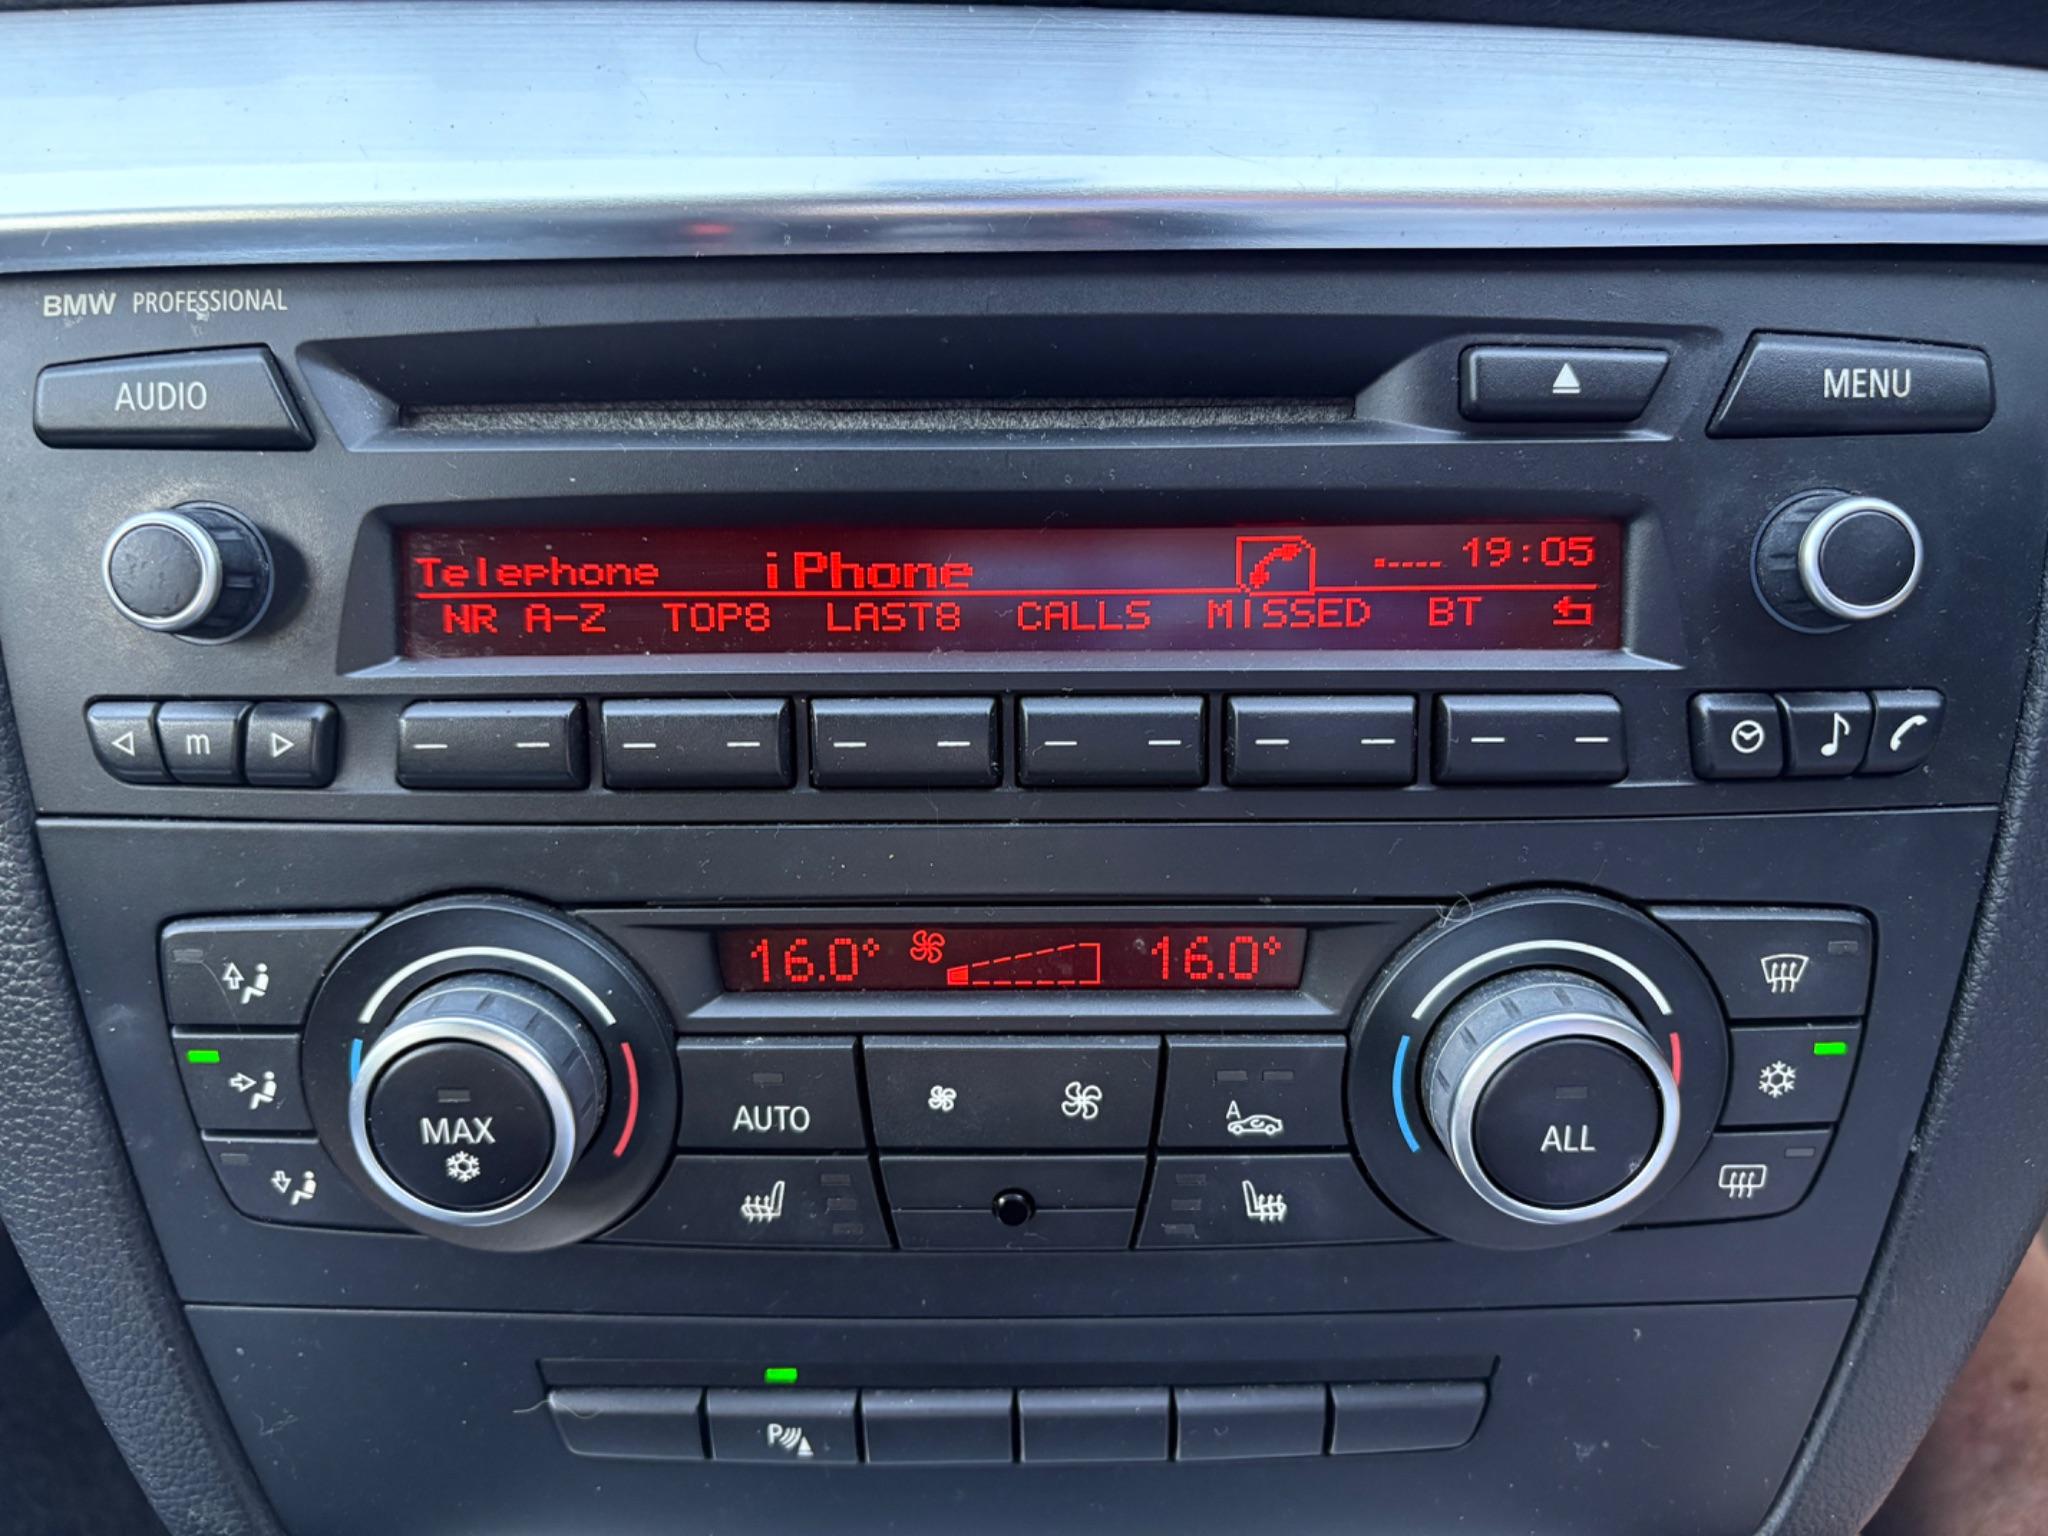 BMW PROFESSIONAL
AUDIO
MENU
Telephone iPhone 19:05
NR A-Z TOP8 LAST8 CALLS MISSED BT
m
16.0° 16.0°
MAX
AUTO
A
ALL
P